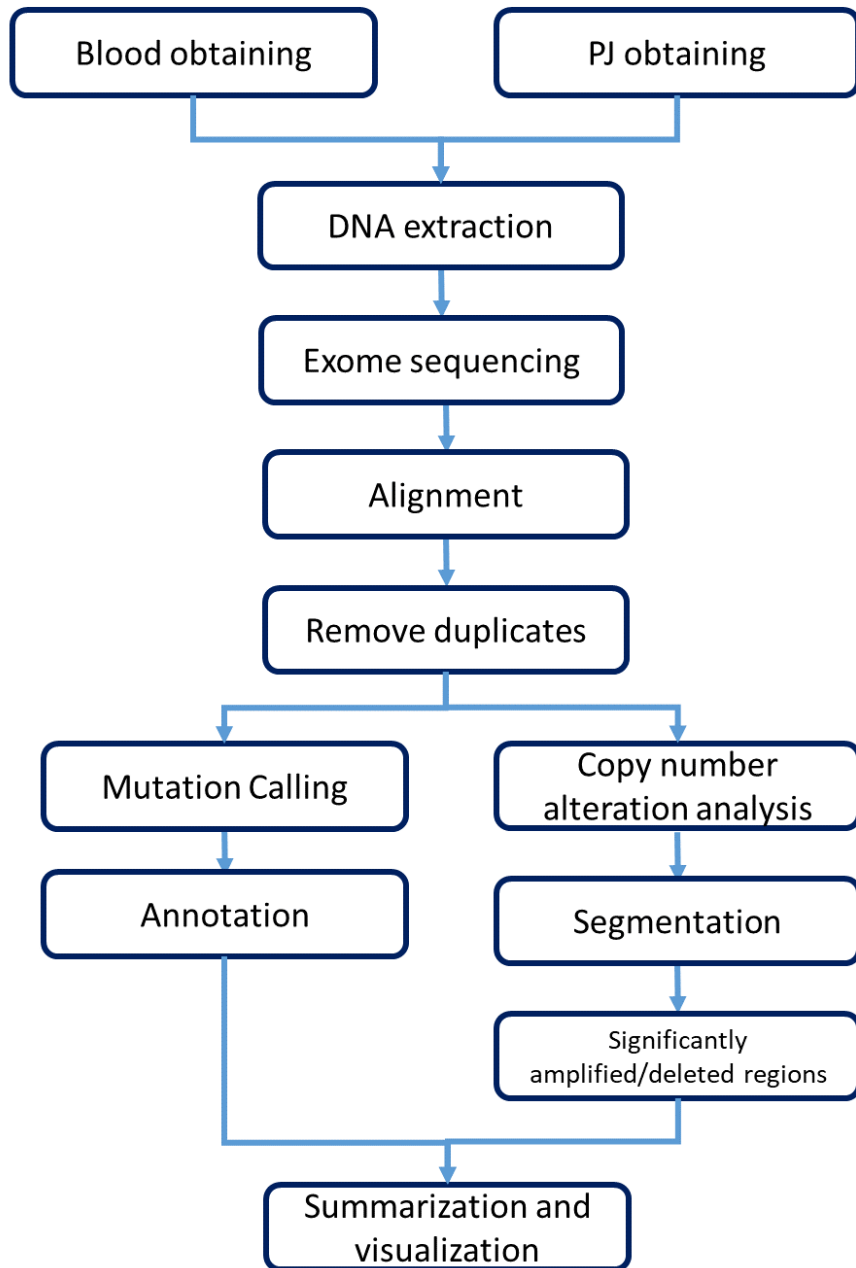 Blood obtaining
PJ obtaining
DNA extraction
Exome sequencing
Alignment
Remove duplicates
Mutation Calling
Annotation
Copy number
alteration analysis
Segmentation
Significantly
amplified/deleted regions
Summarization and
visualization